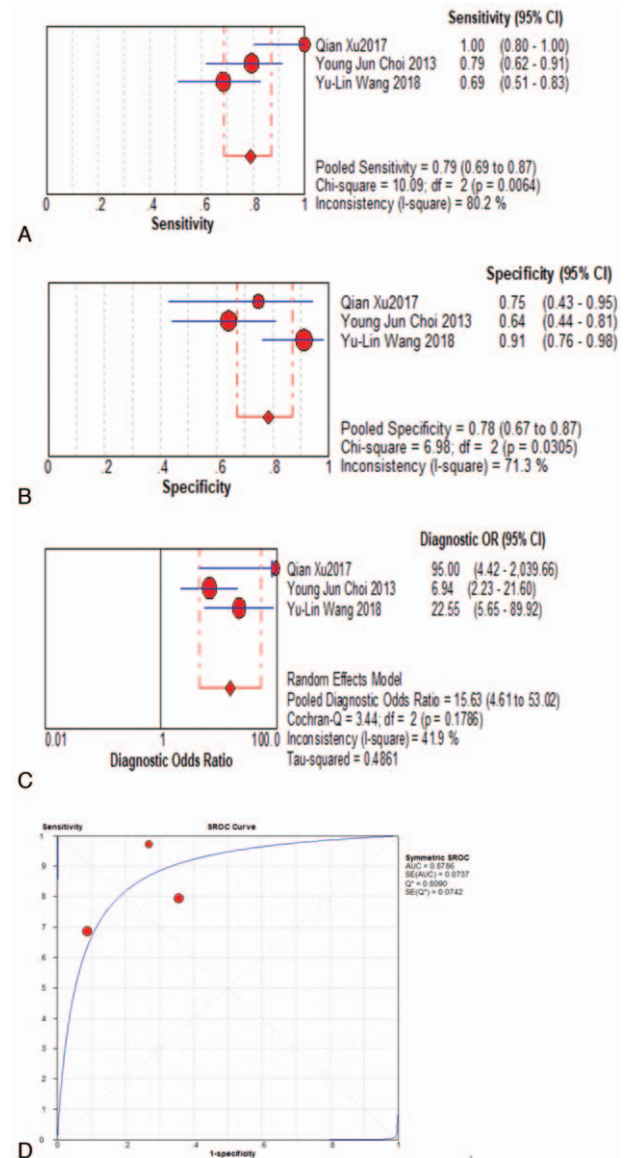 Sensitivity (95% CI)
Qian Xu2017 1.00 (0.80 - 1.00)
Young Jun Choi 2013 0.79 (0.62 - 0.91)
Yu-Lin Wang 2018 0.69 (0.51 - 0.83)
Pooled Sensitivity = 0.79 (0.69 to 0.87)
Chi-square = 10.09; df = 2 (p = 0.0064)
Inconsistency (I-square) = 80.2 %
0 .2 .4 .6 .8 1
Sensitivity
A
Specificity (95% CI)
Qian Xu2017 0.75 (0.43 - 0.95)
Young Jun Choi 2013 0.64 (0.44 - 0.81)
Yu-Lin Wang 2018 0.91 (0.76 - 0.98)
Pooled Specificity = 0.78 (0.67 to 0.87)
Chi-square = 6.98; df = 2 (p = 0.0305)
Inconsistency (I-square) = 71.3 %
0 .2 .4 .6 .8 1
Specificity
B
Diagnostic OR (95% CI)
Qian Xu2017 95.00 (4.42 - 2,039.66)
Young Jun Choi 2013 6.94 (2.23 - 21.60)
Yu-Lin Wang 2018 22.55 (5.65 - 89.92)
Random Effects Model
Pooled Diagnostic Odds Ratio = 15.63 (4.61 to 53.02)
Cochran-Q = 3.44; df = 2 (p = 0.1786)
Inconsistency (I-square) = 41.9 %
Tau-squared = 0.4861
0.01 1 100.0
Diagnostic Odds Ratio
C
Sensitivity SROC Curve
1
.9
.8
.7
.6
.5
.4
.3
.2
.1
0
Symmetric SROC
AUC = 0.8786
SE(AUC) = 0.0737
Q* = 0.8090
SE(Q*) = 0.0742
0 .2 .4 .6 .8 1
1-specificity
D